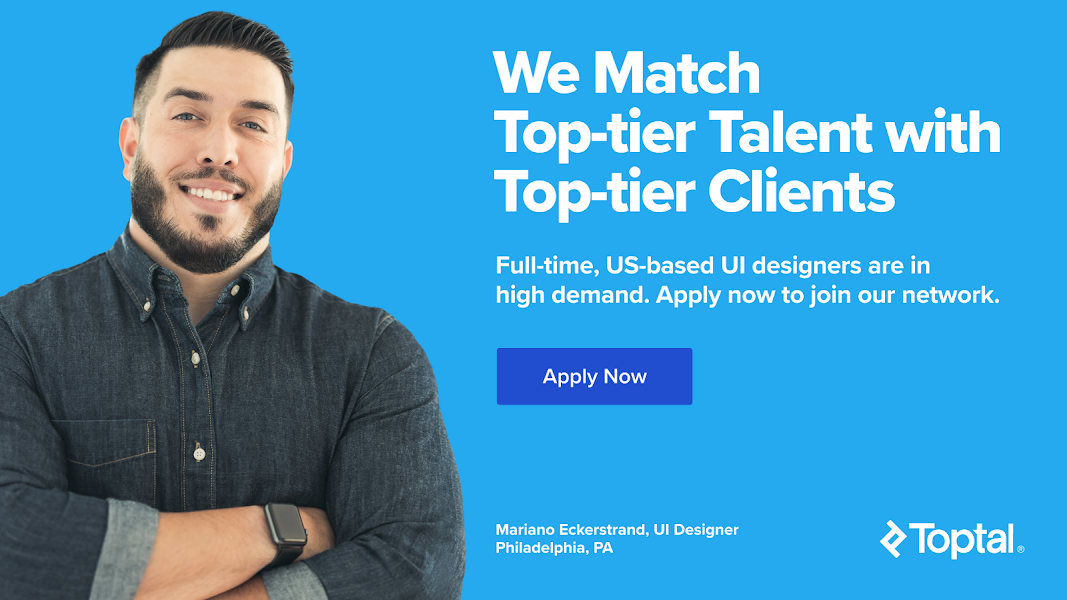 We Match
Top-tier Talent with
Top-tier Clients
Full-time, US-based UI designers are in
high demand. Apply now to join our network.
Apply Now
Mariano Eckerstrand, UI Designer
Philadelphia, PA
Toptal®